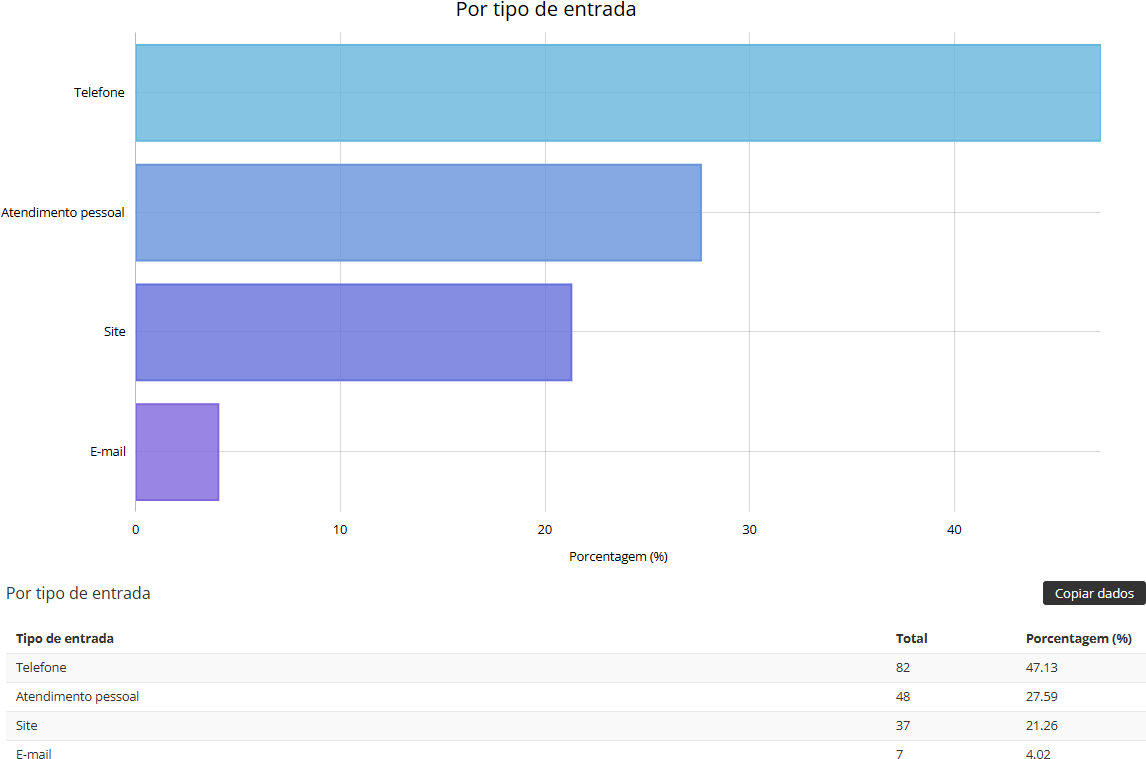 Por tipo de entrada
Telefone
Atendimento pessoal
Site
E-mail
0 10 20 30 40
Porcentagem (%)
Por tipo de entrada Copiar dados
Tipo de entrada Total Porcentagem (%)
Telefone 82 47.13
Atendimento pessoal 48 27.59
Site 37 21.26
E-mail 7 4.02